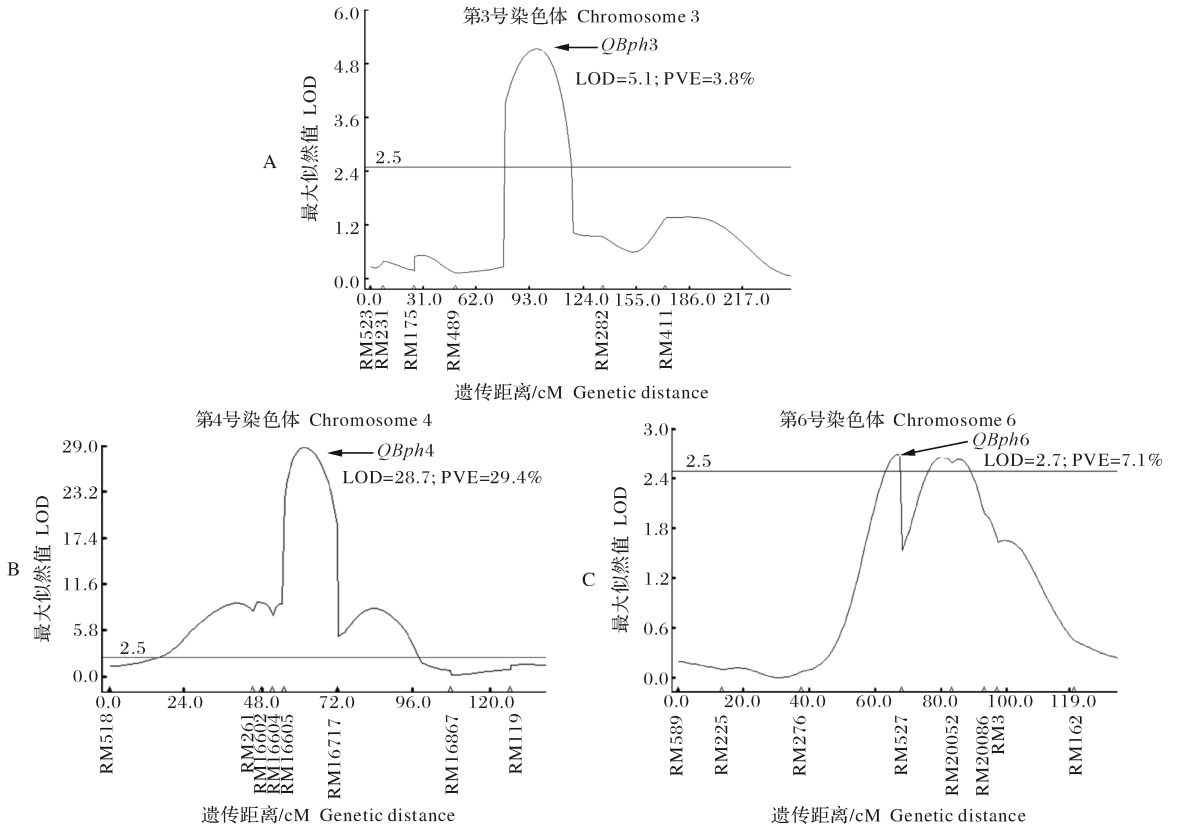 第3号染色体 Chromosome 3
QBph3
LOD=5.1; PVE=3.8%
A
最大似然值 LOD
6.0
4.8
3.6
2.5
2.4
1.2
0.0
0.0 31.0 62.0 93.0 124.0 155.0 186.0 217.0
RM523
RM231
RM175
RM489
RM282
RM411
遗传距离/cM Genetic distance
第4号染色体 Chromosome 4
QBph4
LOD=28.7; PVE=29.4%
B
最大似然值 LOD
29.0
23.2
17.4
11.6
5.8
2.5
0.0
0.0 24.0 48.0 72.0 96.0 120.0
RM518
RM261
RM16602
RM16604
RM16605
RM16717
RM16867
RM119
遗传距离/cM Genetic distance
第6号染色体 Chromosome 6
QBph6
LOD=2.7; PVE=7.1%
C
最大似然值 LOD
3.0
2.5
2.4
1.8
1.2
0.6
0.0
0.0 20.0 40.0 60.0 80.0 100.0 119.0
RM589
RM225
RM276
RM527
RM20052
RM20086
RM3
RM162
遗传距离/cM Genetic distance